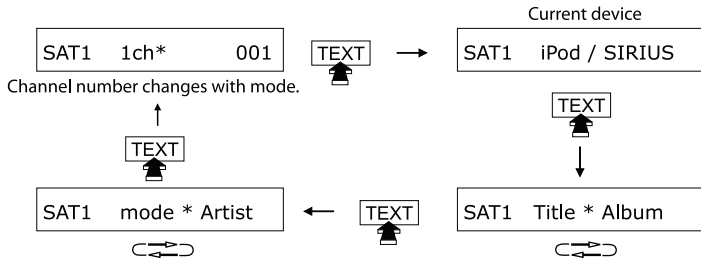 Current device
SAT1 1ch* 001
TEXT
SAT1 iPod / SIRIUS
Channel number changes with mode.
TEXT
TEXT
SAT1 mode * Artist
TEXT
SAT1 Title * Album